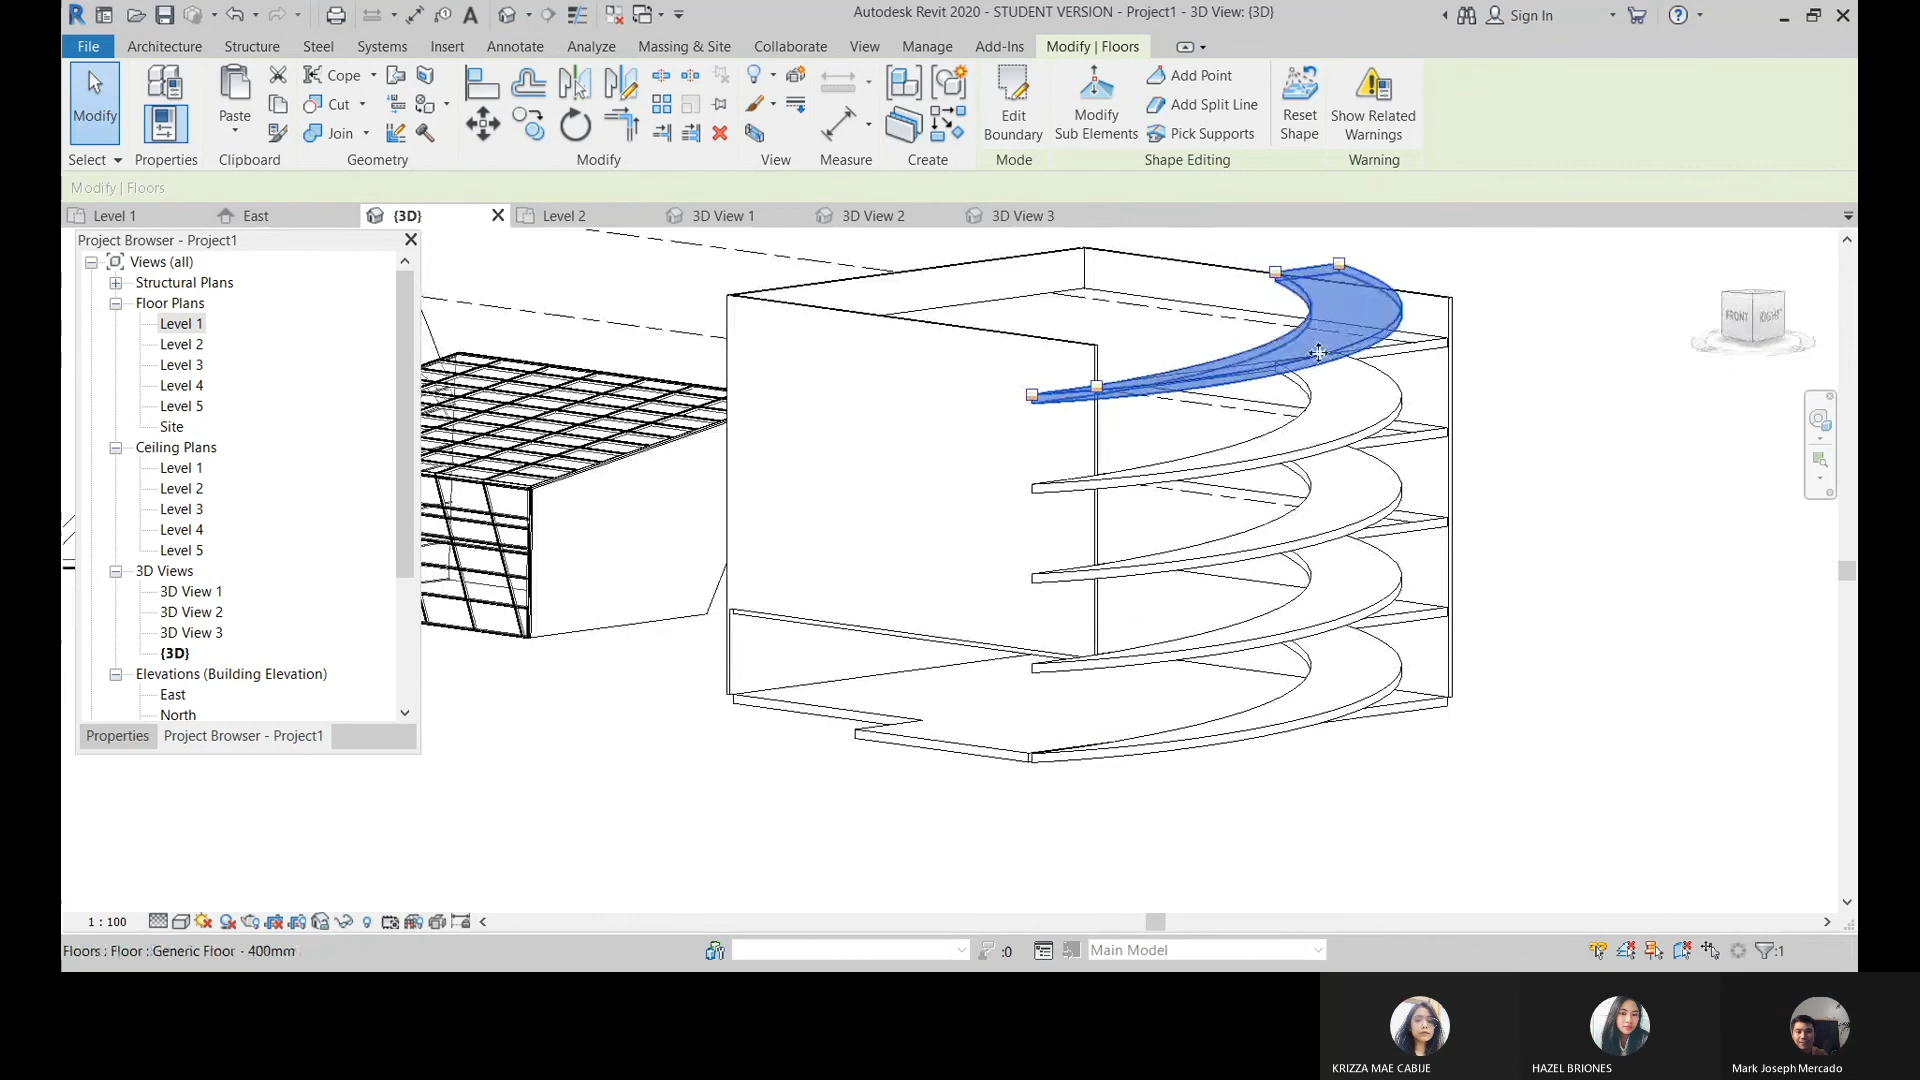 Autodesk Revit 2020 - STUDENT VERSION - Project1 - 3D View: {3D}
Sign In
File Architecture Structure Steel Systems Insert Annotate Analyze Massing & Site Collaborate View Manage Add-Ins Modify | Floors
Modify
Paste
Cope
Cut
Join
Edit
Boundary
Modify
Sub Elements
Add Point
Add Split Line
Pick Supports
Reset
Shape
Show Related
Warnings
Select Properties Clipboard Geometry Modify View Measure Create Mode Shape Editing Warning
Modify | Floors
Level 1 East {3D} Level 2 3D View 1 3D View 2 3D View 3
Project Browser - Project1
Views (all)
Structural Plans
Floor Plans
Level 1
Level 2
Level 3
Level 4
Level 5
Site
Ceiling Plans
Level 1
Level 2
Level 3
Level 4
Level 5
3D Views
3D View 1
3D View 2
3D View 3
{3D}
Elevations (Building Elevation)
East
North
Properties Project Browser - Project1
FRONT RIGHT
1 : 100
Floors : Floor : Generic Floor - 400mm
:0
Main Model
:1
KRIZZA MAE CABIJE
HAZEL BRIONES
Mark Joseph Mercado